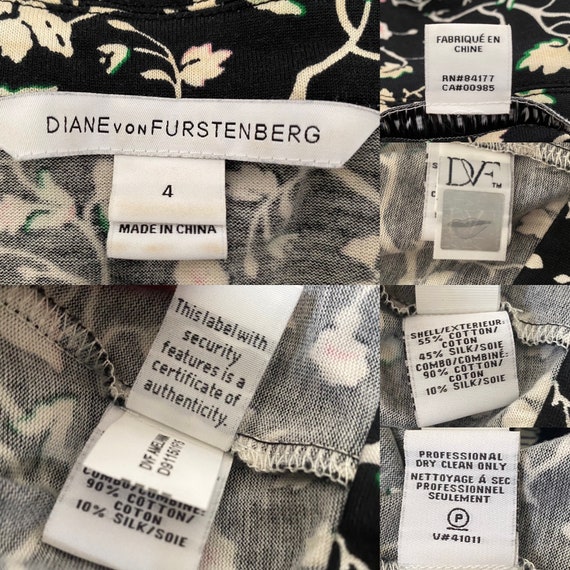 DIANE VON FURSTENBERG
4
MADE IN CHINA
FABRIQUÉ EN
CHINE
RN#84177
CA#00985
DVF™
This label with
security
features is a
certificate of
authenticity.
COMBO/COMBINÉ:
90% COTTON/
COTON
10% SILK/SOIE
SHELL/EXTERIEUR:
55% COTTON/
COTON
45% SILK/SOIE
COMBO/COMBINÉ:
90% COTTON/
COTON
10% SILK/SOIE
PROFESSIONAL
DRY CLEAN ONLY
NETTOYAGE Á SEC
PROFESSIONNEL
SEULEMENT
P
V#41011